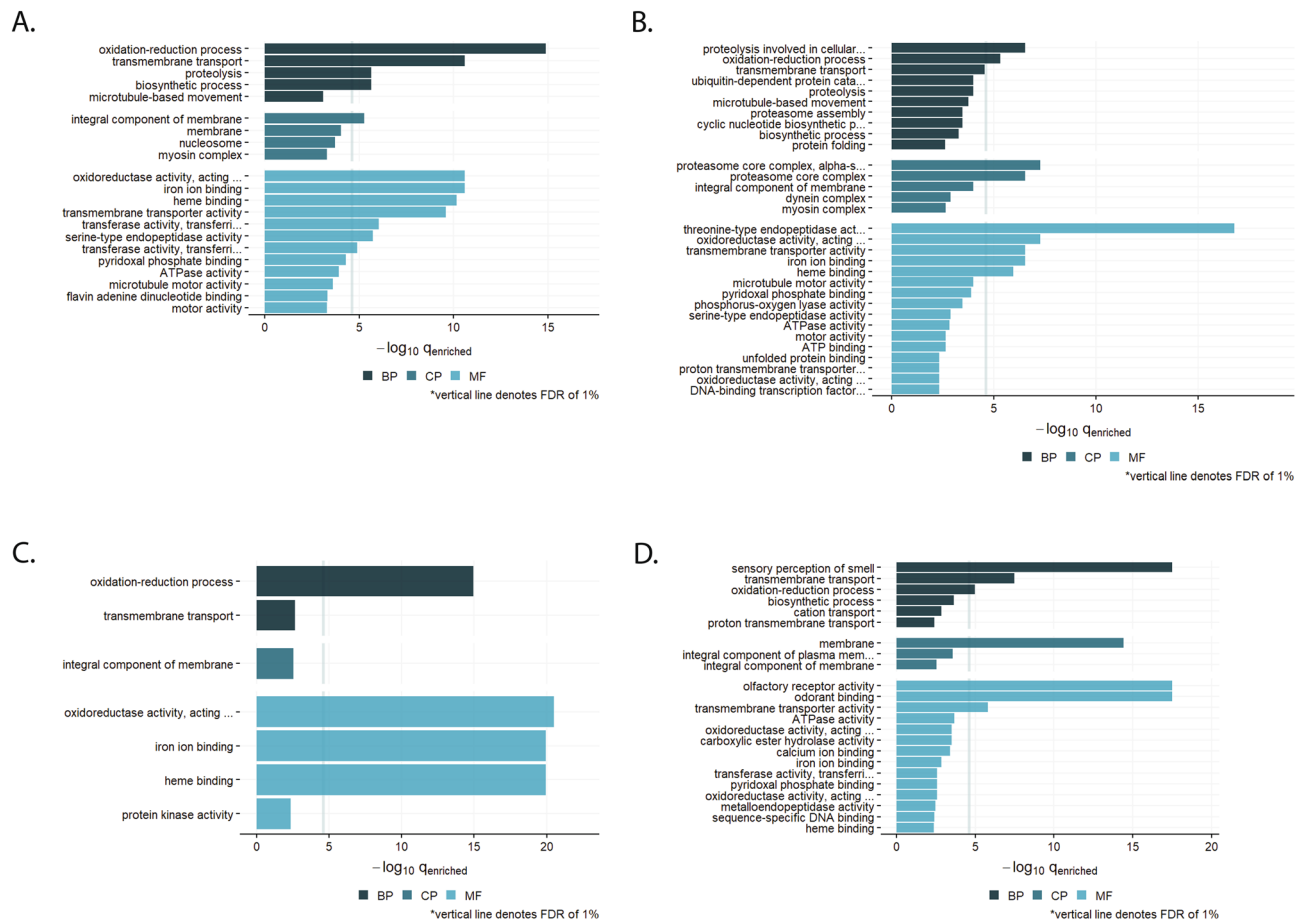 A.
oxidation-reduction process
transmembrane transport
proteolysis
biosynthetic process
microtubule-based movement
integral component of membrane
membrane
nucleosome
myosin complex
oxidoreductase activity, acting ...
iron ion binding
heme binding
transmembrane transporter activity
transferase activity, transferri...
serine-type endopeptidase activity
transferase activity, transferri...
pyridoxal phosphate binding
ATPase activity
microtubule motor activity
flavin adenine dinucleotide binding
motor activity
0 5 10 15
−log10 qenriched
BP CP MF
*vertical line denotes FDR of 1%
B.
proteolysis involved in cellular...
oxidation-reduction process
transmembrane transport
ubiquitin-dependent protein cata...
proteolysis
microtubule-based movement
proteasome assembly
cyclic nucleotide biosynthetic p...
biosynthetic process
protein folding
proteasome core complex, alpha-s...
proteasome core complex
integral component of membrane
dynein complex
myosin complex
threonine-type endopeptidase act...
oxidoreductase activity, acting ...
transmembrane transporter activity
iron ion binding
heme binding
microtubule motor activity
pyridoxal phosphate binding
phosphorus-oxygen lyase activity
serine-type endopeptidase activity
ATPase activity
motor activity
ATP binding
unfolded protein binding
proton transmembrane transporter...
oxidoreductase activity, acting ...
DNA-binding transcription factor...
0 5 10 15
−log10 qenriched
BP CP MF
*vertical line denotes FDR of 1%
C.
oxidation-reduction process
transmembrane transport
integral component of membrane
oxidoreductase activity, acting ...
iron ion binding
heme binding
protein kinase activity
0 5 10 15 20
−log10 qenriched
BP CP MF
*vertical line denotes FDR of 1%
D.
sensory perception of smell
transmembrane transport
oxidation-reduction process
biosynthetic process
cation transport
proton transmembrane transport
membrane
integral component of plasma mem...
integral component of membrane
olfactory receptor activity
odorant binding
transmembrane transporter activity
ATPase activity
oxidoreductase activity, acting ...
carboxylic ester hydrolase activity
calcium ion binding
iron ion binding
transferase activity, transferri...
pyridoxal phosphate binding
oxidoreductase activity, acting ...
metalloendopeptidase activity
sequence-specific DNA binding
heme binding
0 5 10 15 20
−log10 qenriched
BP CP MF
*vertical line denotes FDR of 1%